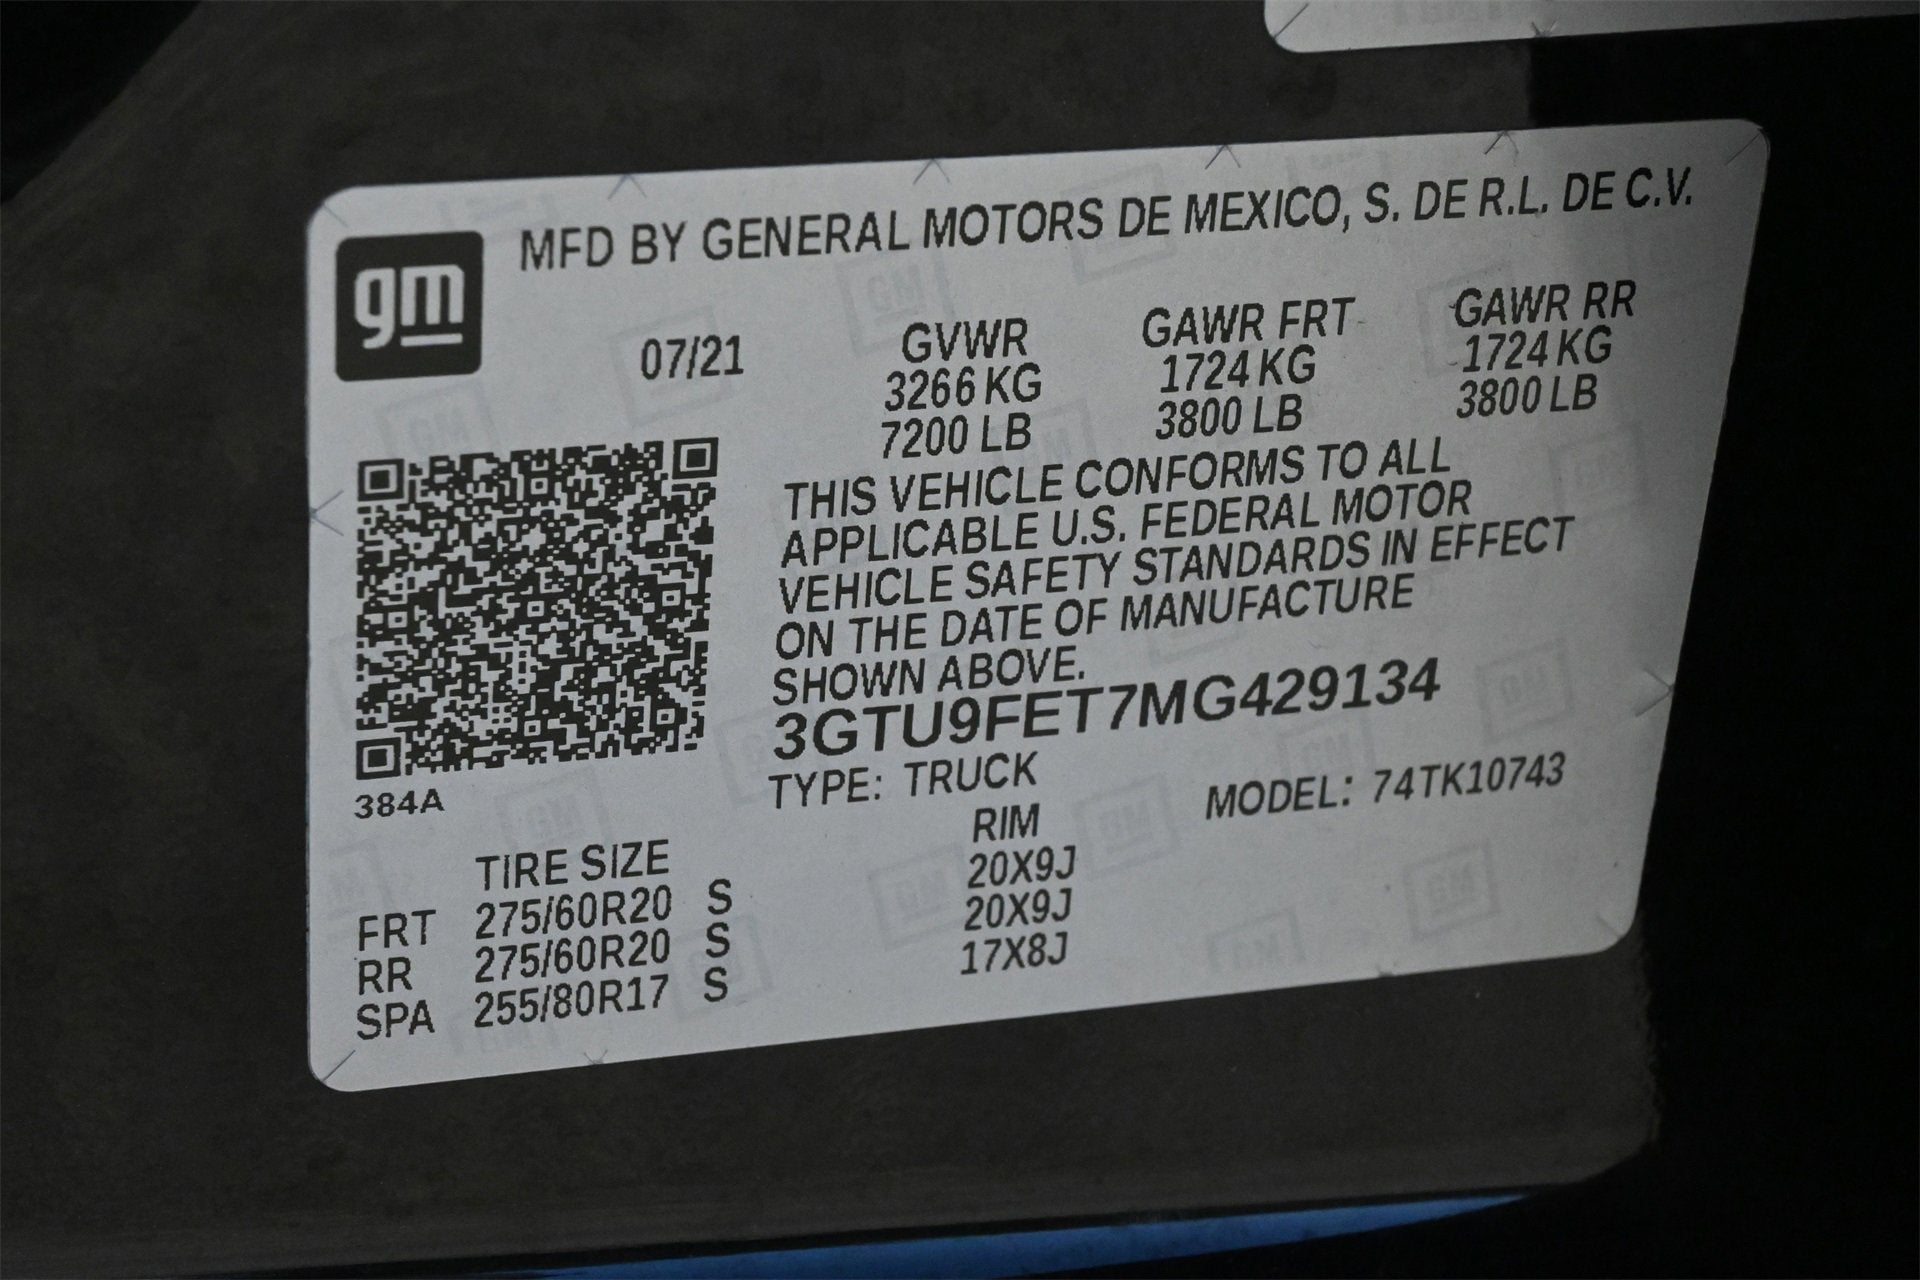 MFD BY GENERAL MOTORS DE MEXICO, S. DE R.L. DE C.V.
gm
07/21
GVWR GAWR FRT GAWR RR
3266 KG 1724 KG 1724 KG
7200 LB 3800 LB 3800 LB
THIS VEHICLE CONFORMS TO ALL
APPLICABLE U.S. FEDERAL MOTOR
VEHICLE SAFETY STANDARDS IN EFFECT
ON THE DATE OF MANUFACTURE
SHOWN ABOVE.
3GTU9FET7MG429134
TYPE: TRUCK MODEL: 74TK10743
384A
TIRE SIZE RIM
FRT 275/60R20 S 20X9J
RR 275/60R20 S 20X9J
SPA 255/80R17 S 17X8J